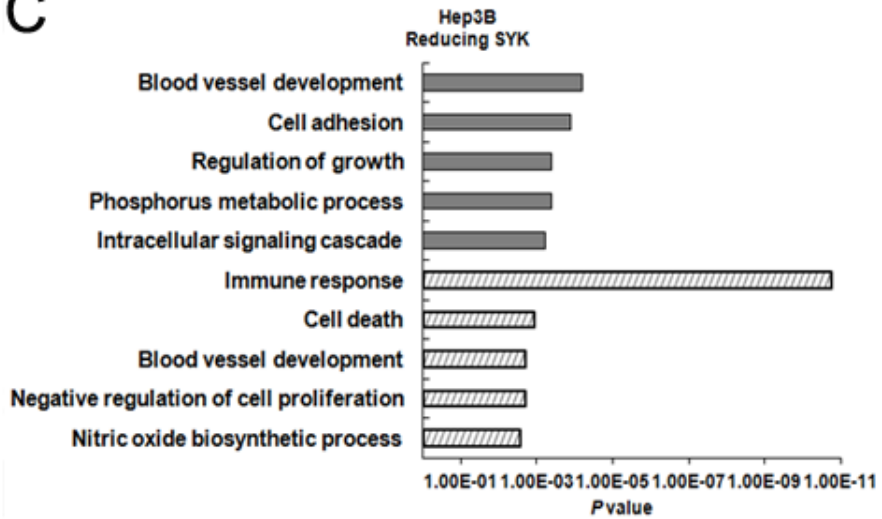 C
Hep3B
Reducing SYK
Blood vessel development
Cell adhesion
Regulation of growth
Phosphorus metabolic process
Intracellular signaling cascade
Immune response
Cell death
Blood vessel development
Negative regulation of cell proliferation
Nitric oxide biosynthetic process
1.00E-01 1.00E-03 1.00E-05 1.00E-07 1.00E-09 1.00E-11
P value